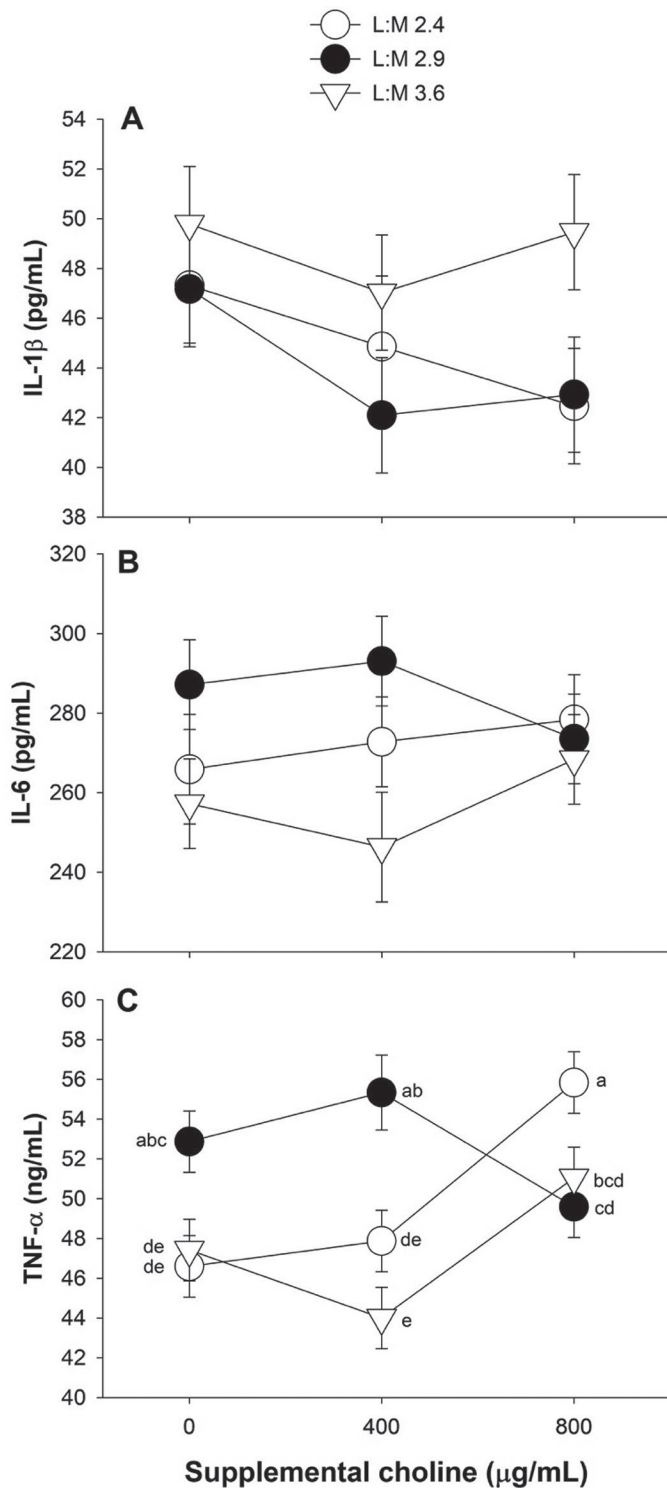 L:M 2.4
L:M 2.9
L:M 3.6
A
54
52
50
48
46
44
42
40
38
IL-1β (pg/mL)
B
320
300
280
260
240
220
IL-6 (pg/mL)
C
60
58
56
54
52
50
48
46
44
42
40
TNF-α (ng/mL)
a
ab
abc
bcd
cd
de
de
de
e
0 400 800
Supplemental choline (μg/mL)